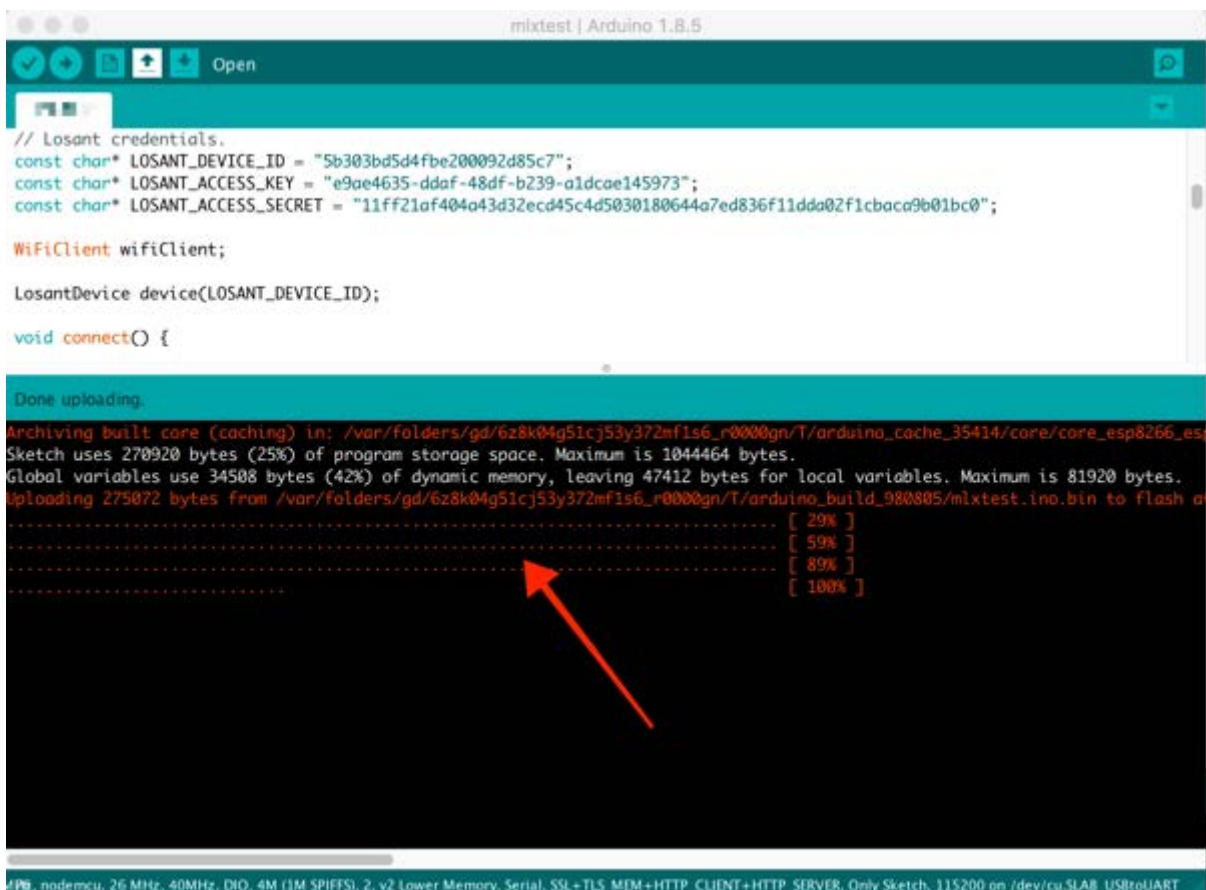 mlxtest | Arduino 1.8.5
Open
// Losant credentials.
const char* LOSANT_DEVICE_ID = "5b303bd5d4fbe200092d85c7";
const char* LOSANT_ACCESS_KEY = "e9ae4635-ddaf-48df-b239-a1dcae145973";
const char* LOSANT_ACCESS_SECRET = "11ff21af404a43d32ecd45c4d5030180644a7ed836f11dda02f1cbaca9b01bc0";
WiFiClient wifiClient;
LosantDevice device(LOSANT_DEVICE_ID);
void connect() {
Done uploading.
Archiving built core (caching) in: /var/folders/gd/6z8k04g51cj53y372mf1s6_r0000gn/T/arduino_cache_35414/core/core_esp8266_esp
Sketch uses 270920 bytes (25%) of program storage space. Maximum is 1044464 bytes.
Global variables use 34508 bytes (42%) of dynamic memory, leaving 47412 bytes for local variables. Maximum is 81920 bytes.
Uploading 275072 bytes from /var/folders/gd/6z8k04g51cj53y372mf1s6_r0000gn/T/arduino_build_980805/mlxtest.ino.bin to flash a
................................................................................ [ 29% ]
................................................................................ [ 59% ]
................................................................................ [ 89% ]
............................. [ 100% ]
nodemcu, 26 MHz, 40MHz, DIO, 4M (1M SPIFFS), 2, v2 Lower Memory, Serial, SSL+TLS_MEM+HTTP_CLIENT+HTTP_SERVER, Only Sketch, 115200 on /dev/cu.SLAB_USBtoUART